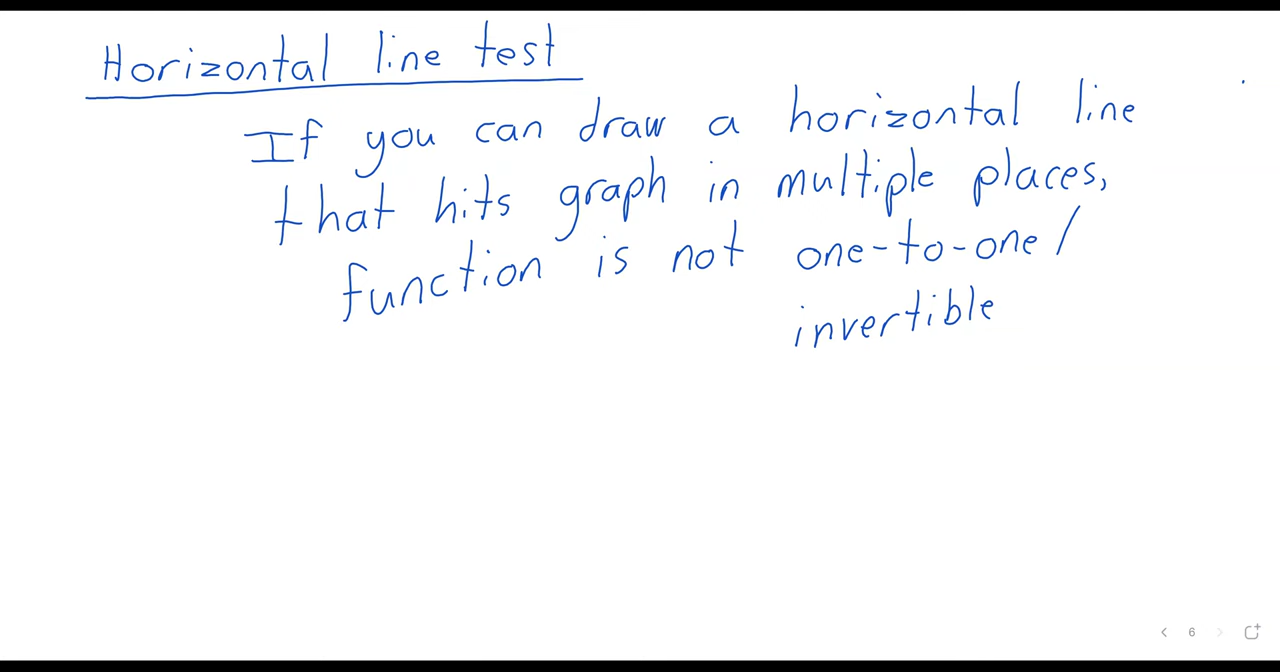 Horizontal line test
If you can draw a horizontal line
that hits graph in multiple places,
function is not one-to-one/
invertible
< 6 >